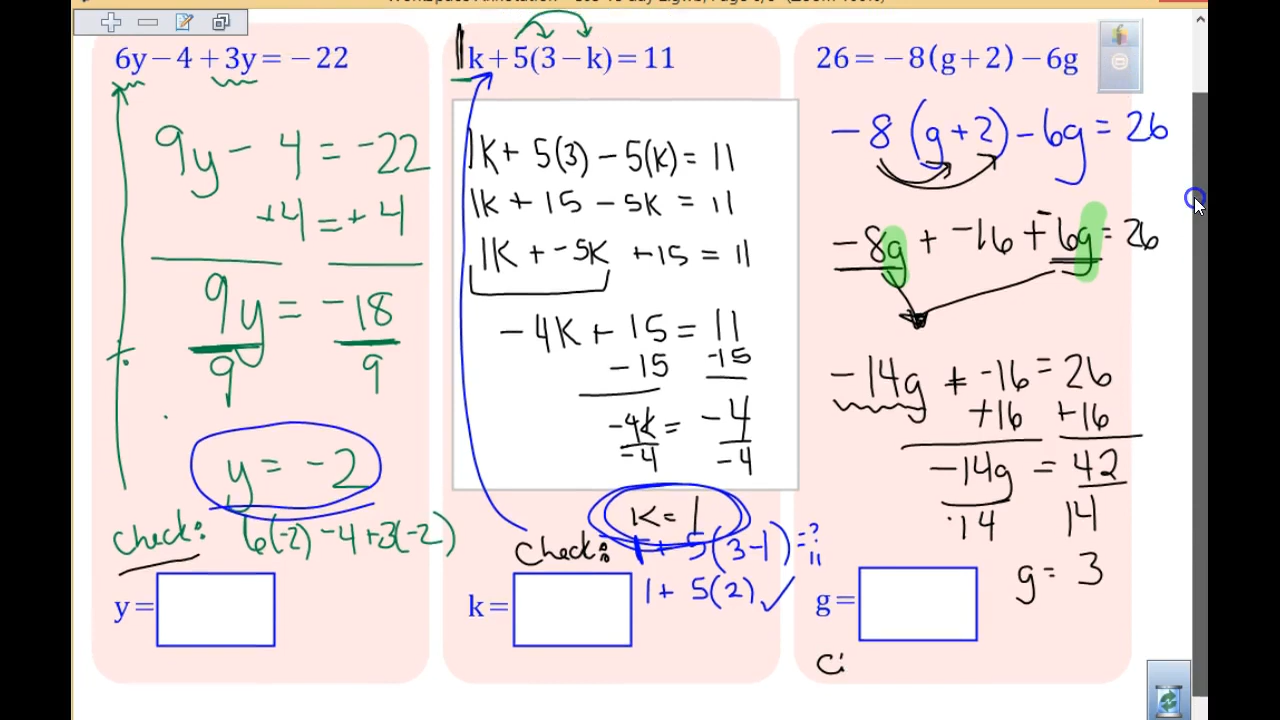 6y − 4 + 3y = −22
9y − 4 = -22
+4 = + 4
9y = -18
9 9
y = -2
Check: 6(-2) -4 +3(-2)
y =
1k + 5(3 − k) = 11
1K + 5(3) − 5(K) = 11
1K + 15 − 5K = 11
1K + -5K + 15 = 11
-4K + 15 = 11
-15 -15
-4K = -4
-4 -4
K = 1
Check: 1 + 5(3-1) =? 11
1 + 5(2) ✓
k =
26 = −8(g + 2) − 6g
-8 (g + 2) - 6g = 26
-8g + -16 + -6g = 26
-14g + -16 = 26
+16 +16
-14g = 42
14 14
g = 3
g =